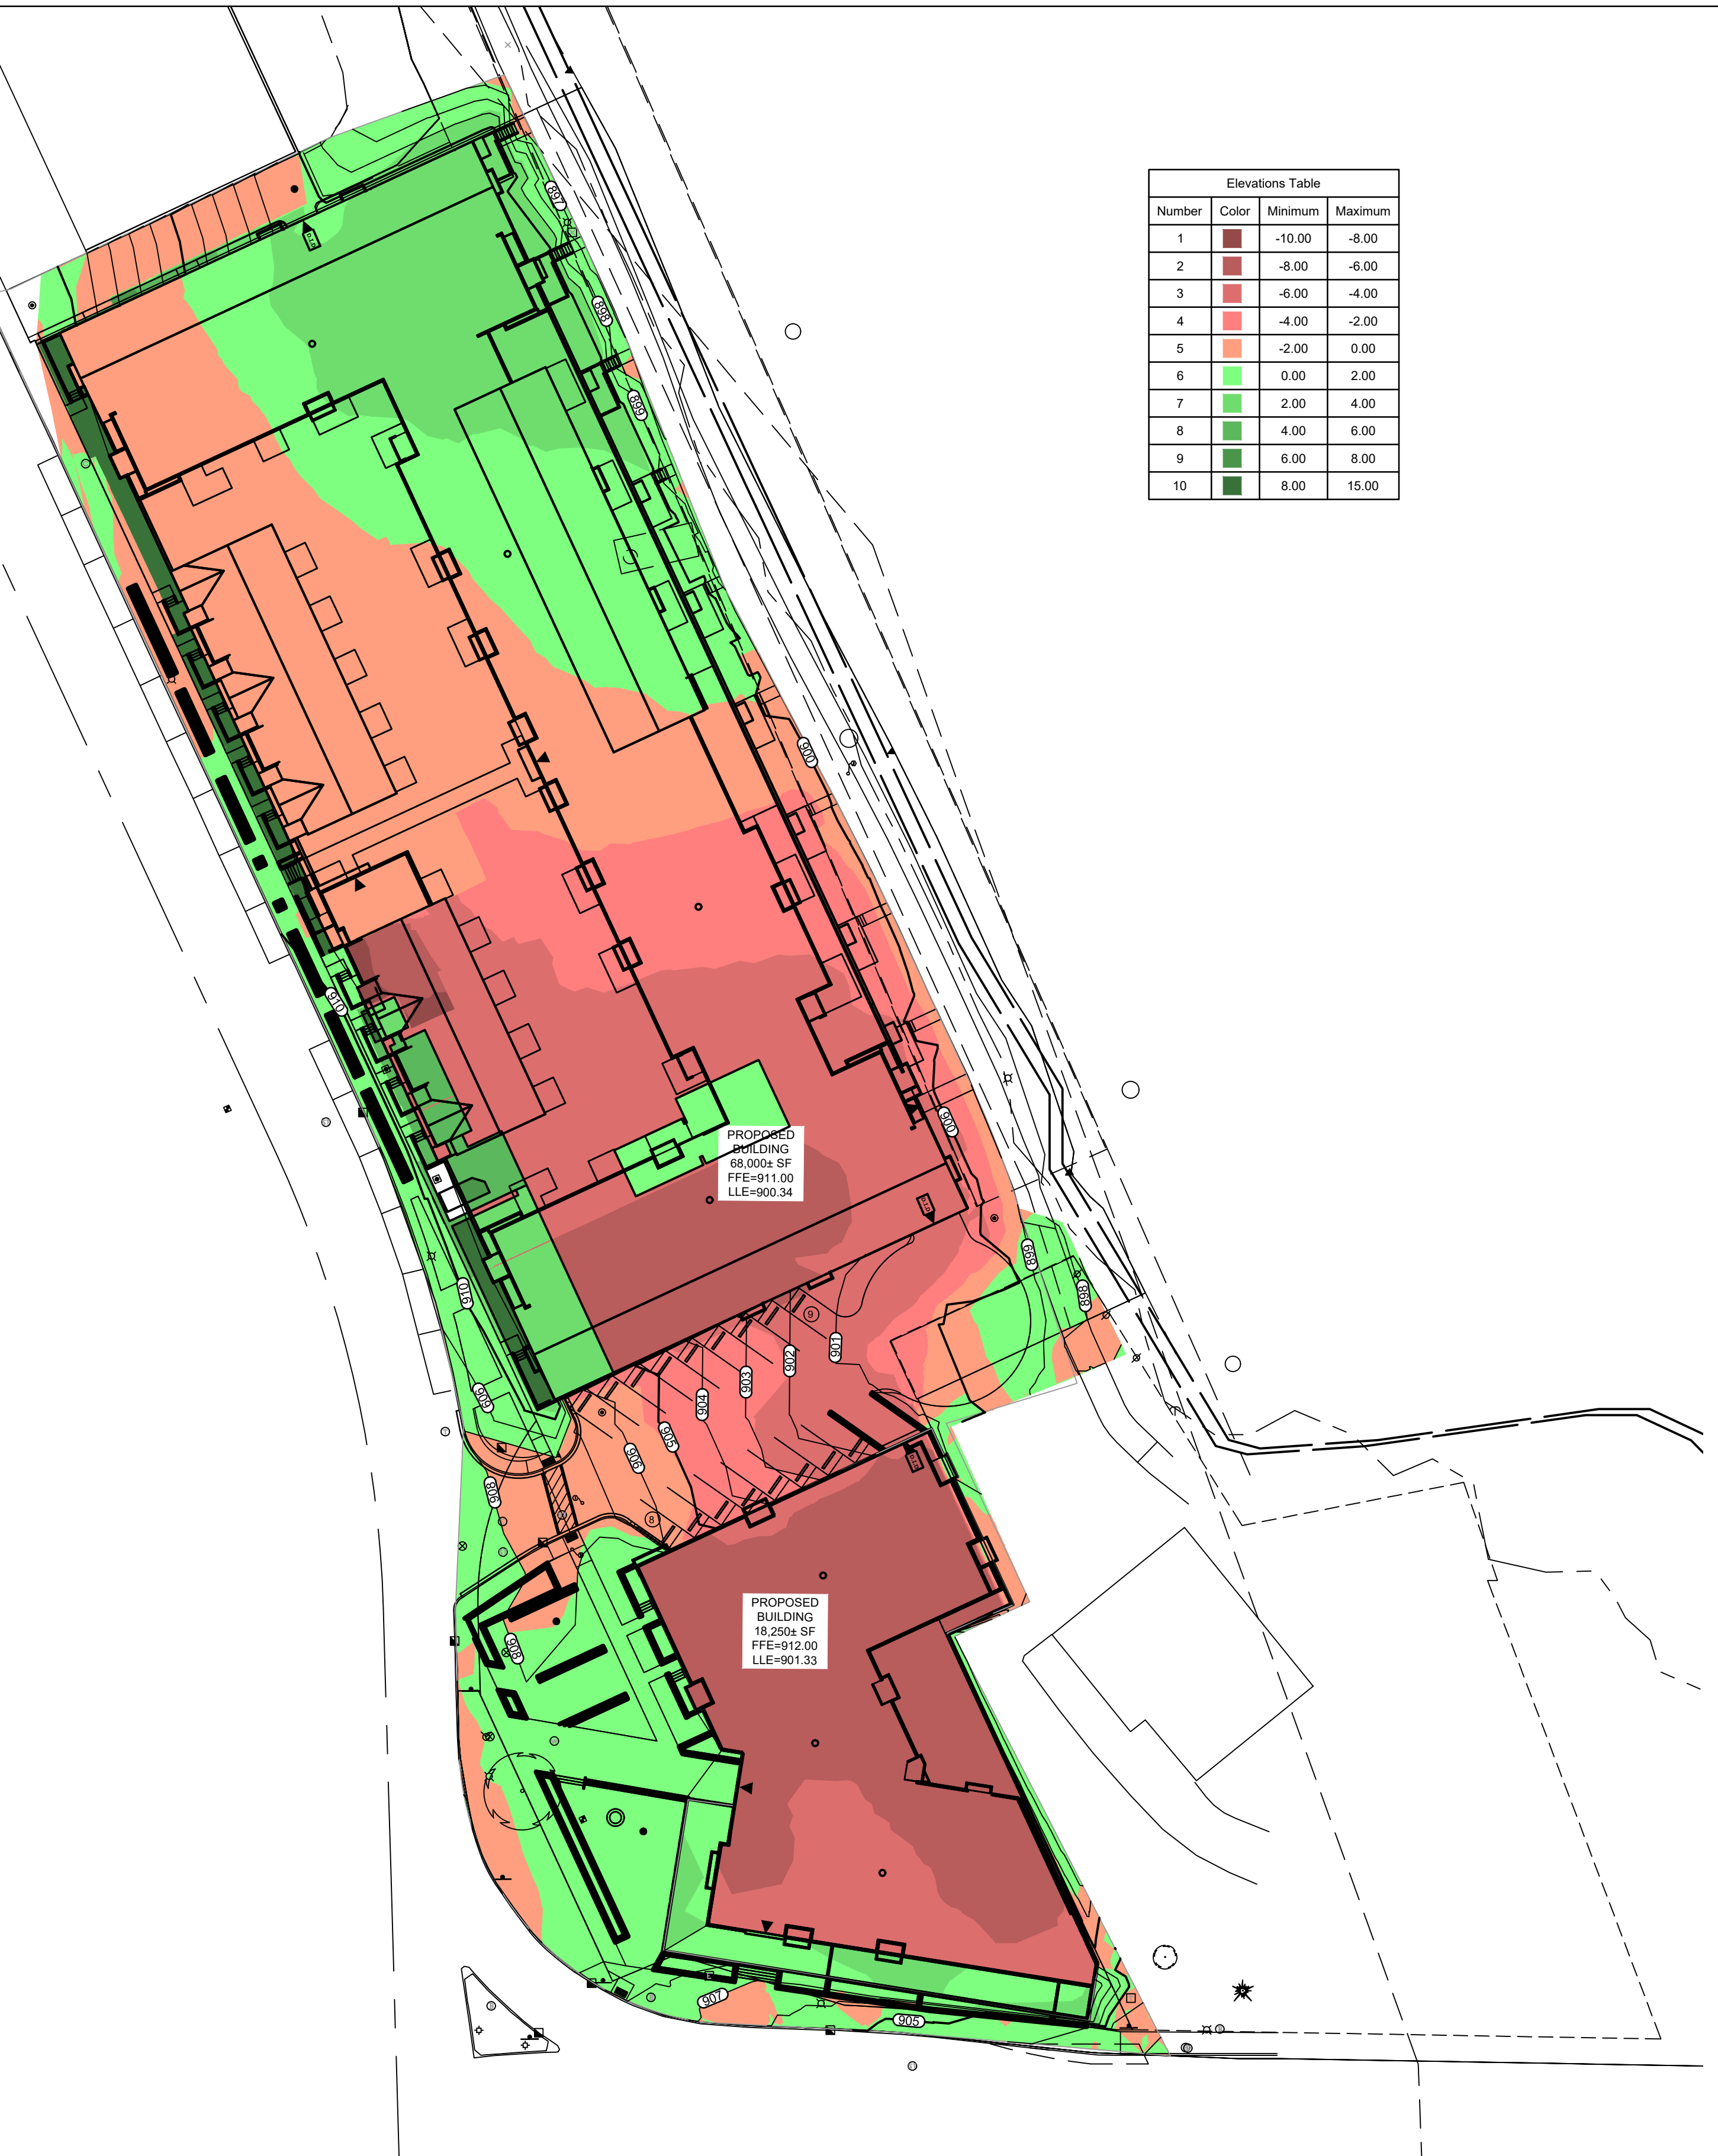 Elevations Table
Number Color Minimum Maximum
1 -10.00 -8.00
2 -8.00 -6.00
3 -6.00 -4.00
4 -4.00 -2.00
5 -2.00 0.00
6 0.00 2.00
7 2.00 4.00
8 4.00 6.00
9 6.00 8.00
10 8.00 15.00
897
898
899
900
910
900
PROPOSED
BUILDING
68,000± SF
FFE=911.00
LLE=900.34
899
898
910
9
901
902
903
904
909
905
906
908
8
PROPOSED
BUILDING
18,250± SF
FFE=912.00
LLE=901.33
908
907
905